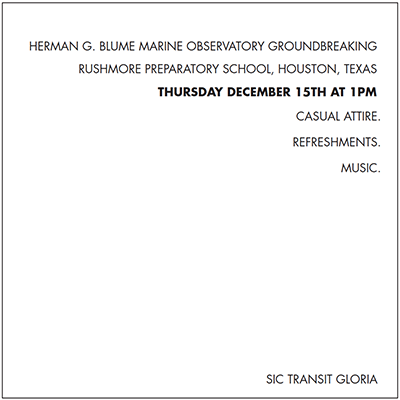 HERMAN G. BLUME MARINE OBSERVATORY GROUNDBREAKING
RUSHMORE PREPARATORY SCHOOL, HOUSTON, TEXAS
THURSDAY DECEMBER 15TH AT 1PM
CASUAL ATTIRE.
REFRESHMENTS.
MUSIC.
SIC TRANSIT GLORIA